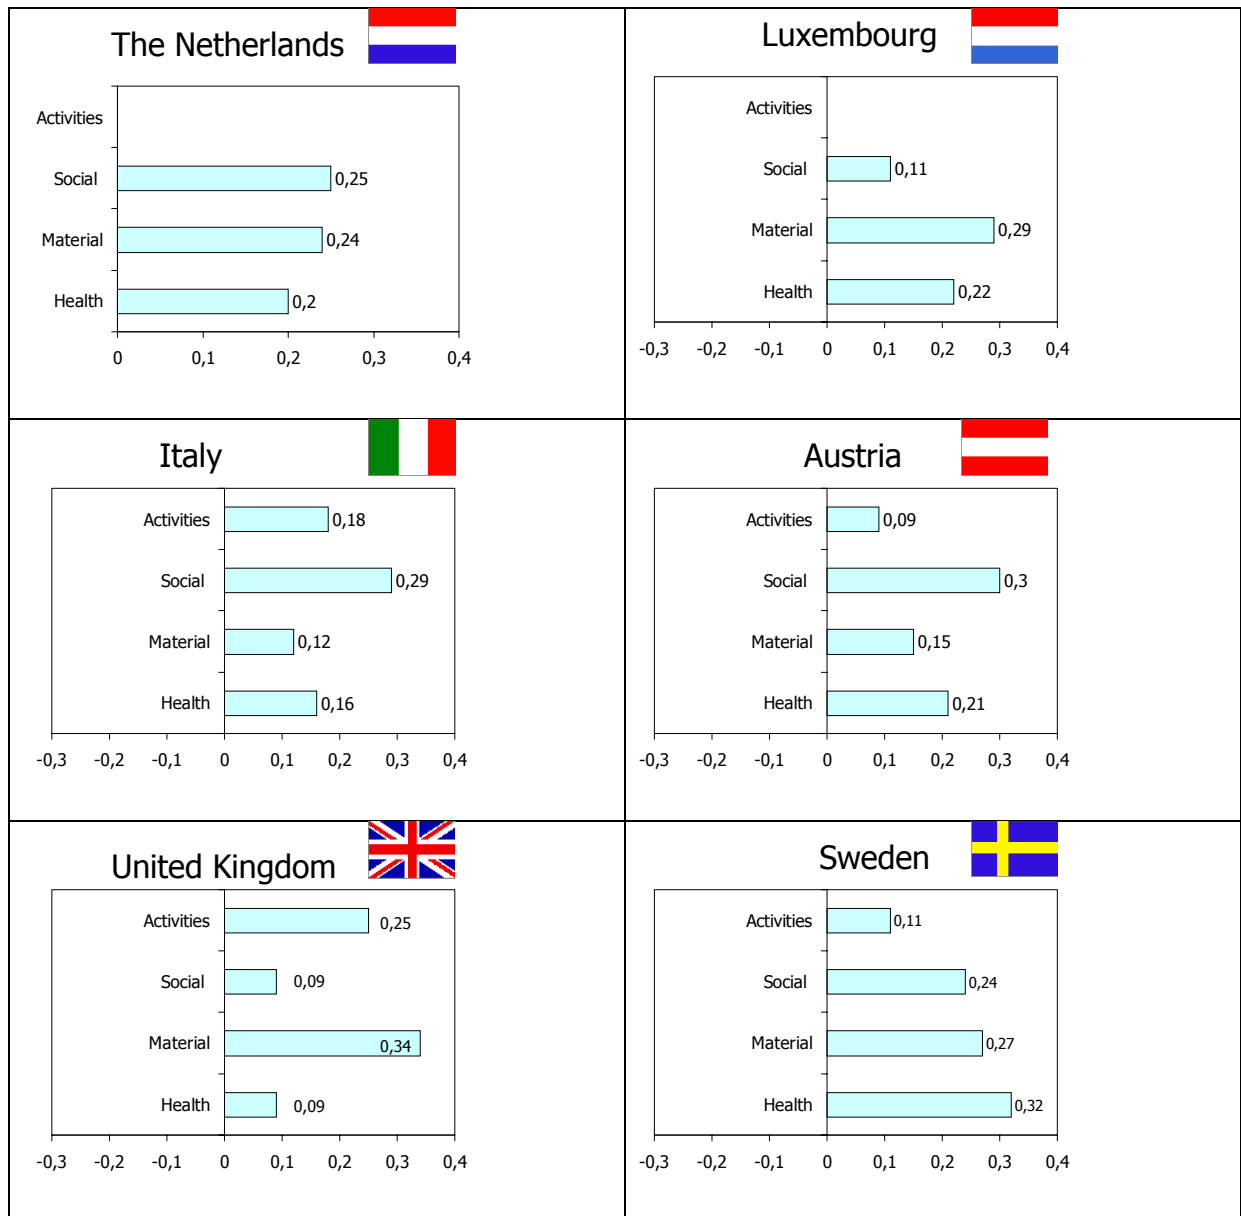 The Netherlands
Activities
Social 0,25
Material 0,24
Health 0,2
0 0,1 0,2 0,3 0,4
Luxembourg
Activities
Social 0,11
Material 0,29
Health 0,22
-0,3 -0,2 -0,1 0 0,1 0,2 0,3 0,4
Italy
Activities 0,18
Social 0,29
Material 0,12
Health 0,16
-0,3 -0,2 -0,1 0 0,1 0,2 0,3 0,4
Austria
Activities 0,09
Social 0,3
Material 0,15
Health 0,21
-0,3 -0,2 -0,1 0 0,1 0,2 0,3 0,4
United Kingdom
Activities 0,25
Social 0,09
Material 0,34
Health 0,09
-0,3 -0,2 -0,1 0 0,1 0,2 0,3 0,4
Sweden
Activities 0,11
Social 0,24
Material 0,27
Health 0,32
-0,3 -0,2 -0,1 0 0,1 0,2 0,3 0,4